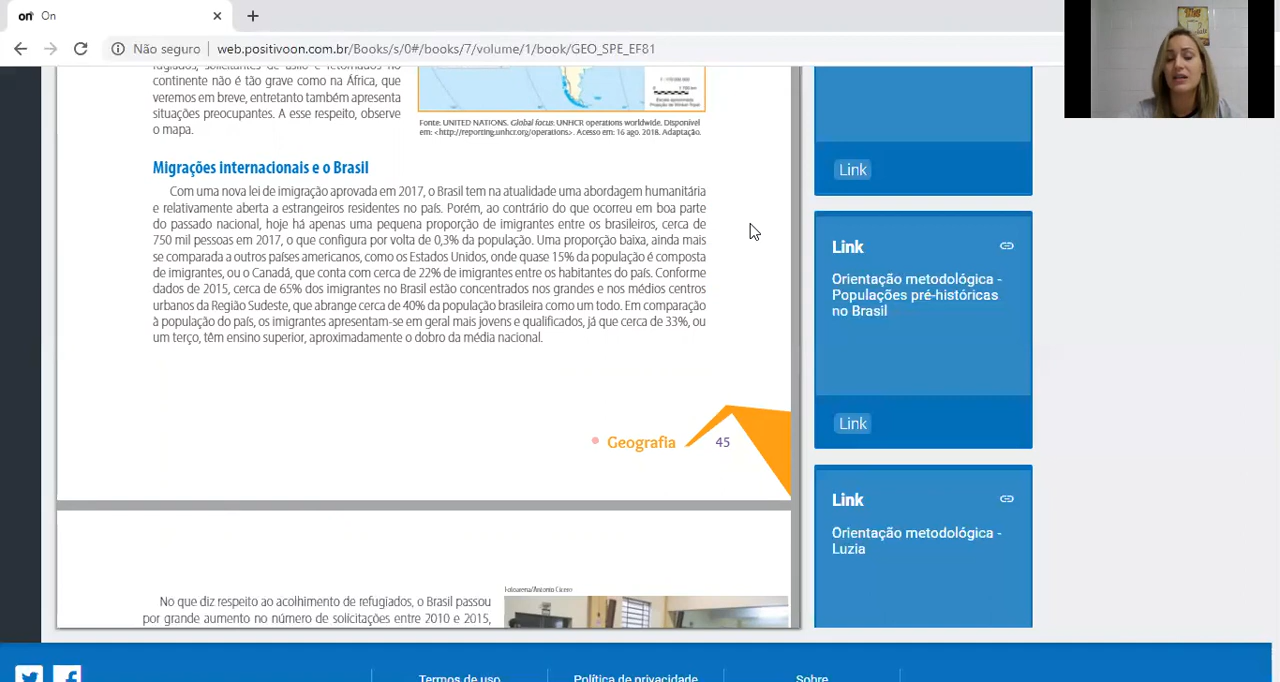 on On
Não seguro | web.positivoon.com.br/Books/s/0#/books/7/volume/1/book/GEO_SPE_EF81
refugiados, solicitantes de asilo e retornados no
continente não é tão grave como na África, que
veremos em breve, entretanto também apresenta
situações preocupantes. A esse respeito, observe
o mapa.
Fonte: UNITED NATIONS. Global focus: UNHCR operations worldwide. Disponível
em: <http://reporting.unhcr.org/operations>. Acesso em: 16 ago. 2018. Adaptação.
Migrações internacionais e o Brasil
Com uma nova lei de imigração aprovada em 2017, o Brasil tem na atualidade uma abordagem humanitária
e relativamente aberta a estrangeiros residentes no país. Porém, ao contrário do que ocorreu em boa parte
do passado nacional, hoje há apenas uma pequena proporção de imigrantes entre os brasileiros, cerca de
750 mil pessoas em 2017, o que configura por volta de 0,3% da população. Uma proporção baixa, ainda mais
se comparada a outros países americanos, como os Estados Unidos, onde quase 15% da população é composta
de imigrantes, ou o Canadá, que conta com cerca de 22% de imigrantes entre os habitantes do país. Conforme
dados de 2015, cerca de 65% dos imigrantes no Brasil estão concentrados nos grandes e nos médios centros
urbanos da Região Sudeste, que abrange cerca de 40% da população brasileira como um todo. Em comparação
à população do país, os imigrantes apresentam-se em geral mais jovens e qualificados, já que cerca de 33%, ou
um terço, têm ensino superior, aproximadamente o dobro da média nacional.
Geografia 45
No que diz respeito ao acolhimento de refugiados, o Brasil passou
por grande aumento no número de solicitações entre 2010 e 2015,
Fotoarena/Antonio Cicero
Link
Link
Orientação metodológica -
Populações pré-históricas
no Brasil
Link
Link
Orientação metodológica -
Luzia
Termos de uso
Política de privacidade
Sobre